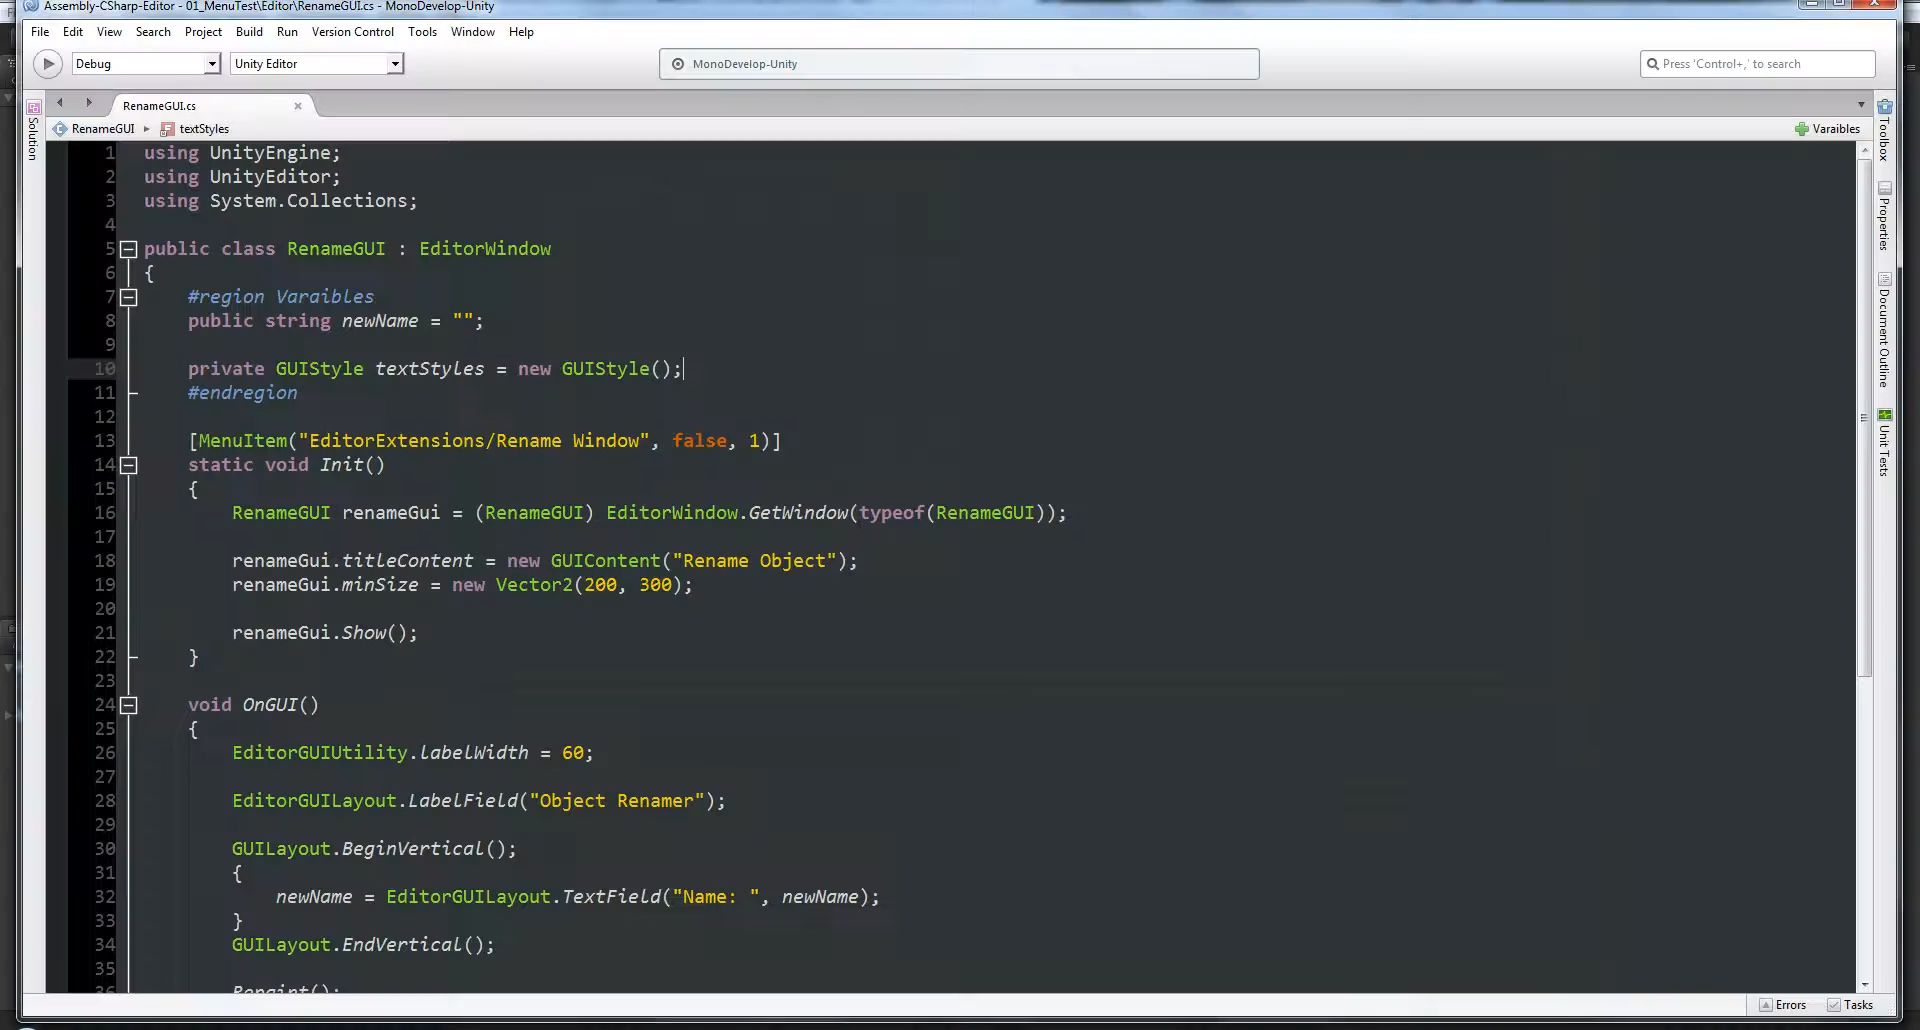 Assembly-CSharp-Editor - 01_MenuTest\Editor\RenameGUI.cs - MonoDevelop-Unity
File Edit View Search Project Build Run Version Control Tools Window Help
Debug Unity Editor MonoDevelop-Unity Press 'Control+,' to search
RenameGUI.cs
RenameGUI textStyles Varaibles
Solution
Toolbox
Properties
Document Outline
Unit Tests
1 using UnityEngine;
2 using UnityEditor;
3 using System.Collections;
4
5 public class RenameGUI : EditorWindow
6 {
7 #region Varaibles
8 public string newName = "";
9
10 private GUIStyle textStyles = new GUIStyle();
11 #endregion
12
13 [MenuItem("EditorExtensions/Rename Window", false, 1)]
14 static void Init()
15 {
16 RenameGUI renameGui = (RenameGUI) EditorWindow.GetWindow(typeof(RenameGUI));
17
18 renameGui.titleContent = new GUIContent("Rename Object");
19 renameGui.minSize = new Vector2(200, 300);
20
21 renameGui.Show();
22 }
23
24 void OnGUI()
25 {
26 EditorGUIUtility.labelWidth = 60;
27
28 EditorGUILayout.LabelField("Object Renamer");
29
30 GUILayout.BeginVertical();
31 {
32 newName = EditorGUILayout.TextField("Name: ", newName);
33 }
34 GUILayout.EndVertical();
35
36 Repaint();
Errors Tasks